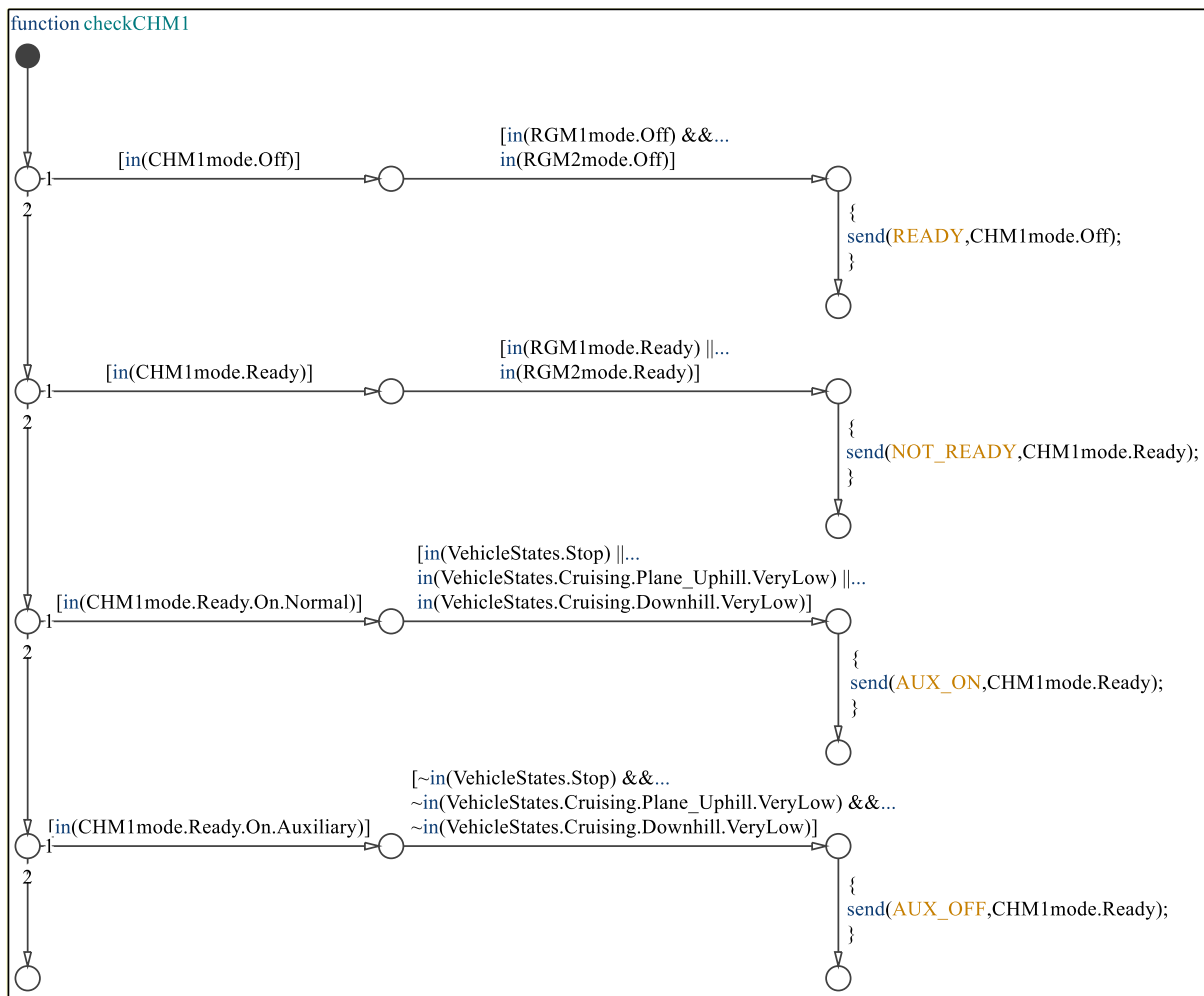 function checkCHM1
[in(CHM1mode.Off)]
[in(RGM1mode.Off) &&...
in(RGM2mode.Off)]
1
2
{
send(READY,CHM1mode.Off);
}
[in(CHM1mode.Ready)]
[in(RGM1mode.Ready) ||...
in(RGM2mode.Ready)]
1
2
{
send(NOT_READY,CHM1mode.Ready);
}
[in(CHM1mode.Ready.On.Normal)]
[in(VehicleStates.Stop) ||...
in(VehicleStates.Cruising.Plane_Uphill.VeryLow) ||...
in(VehicleStates.Cruising.Downhill.VeryLow)]
1
2
{
send(AUX_ON,CHM1mode.Ready);
}
[in(CHM1mode.Ready.On.Auxiliary)]
[~in(VehicleStates.Stop) &&...
~in(VehicleStates.Cruising.Plane_Uphill.VeryLow) &&...
~in(VehicleStates.Cruising.Downhill.VeryLow)]
1
2
{
send(AUX_OFF,CHM1mode.Ready);
}